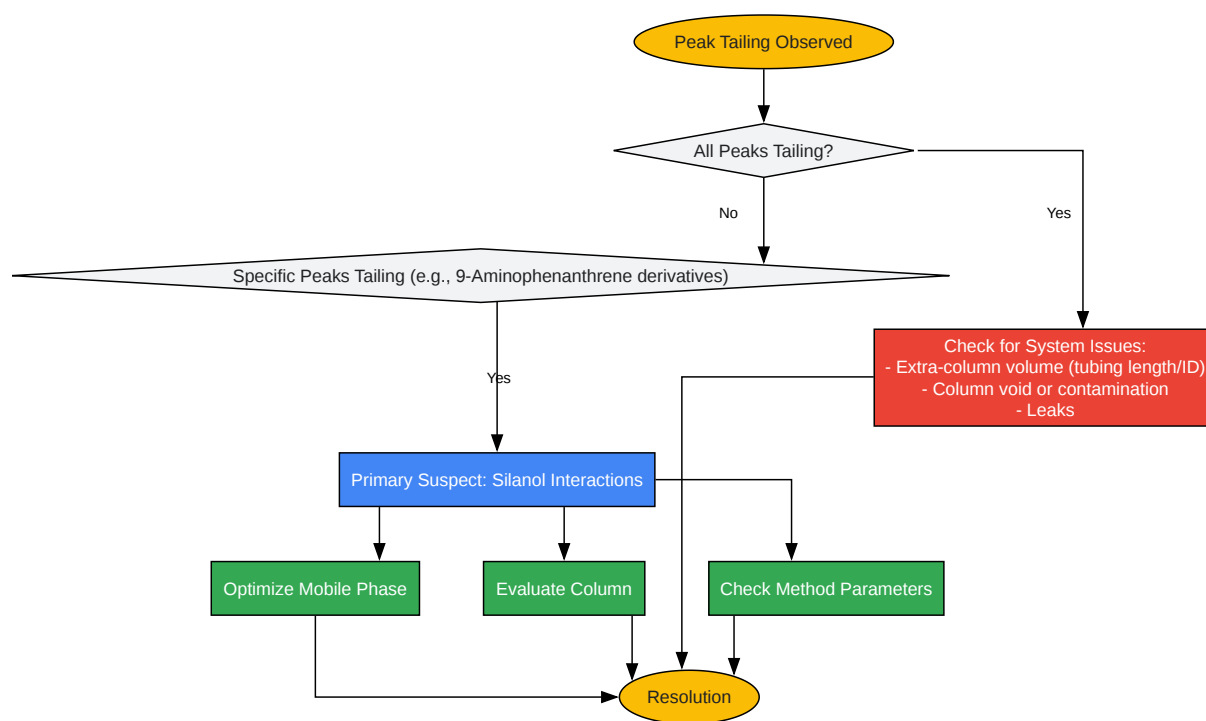 Peak Tailing Observed
All Peaks Tailing?
No
Yes
Specific Peaks Tailing (e.g., 9-Aminophenanthrene derivatives)
Check for System Issues:
- Extra-column volume (tubing length/ID)
- Column void or contamination
- Leaks
Yes
Primary Suspect: Silanol Interactions
Optimize Mobile Phase
Evaluate Column
Check Method Parameters
Resolution